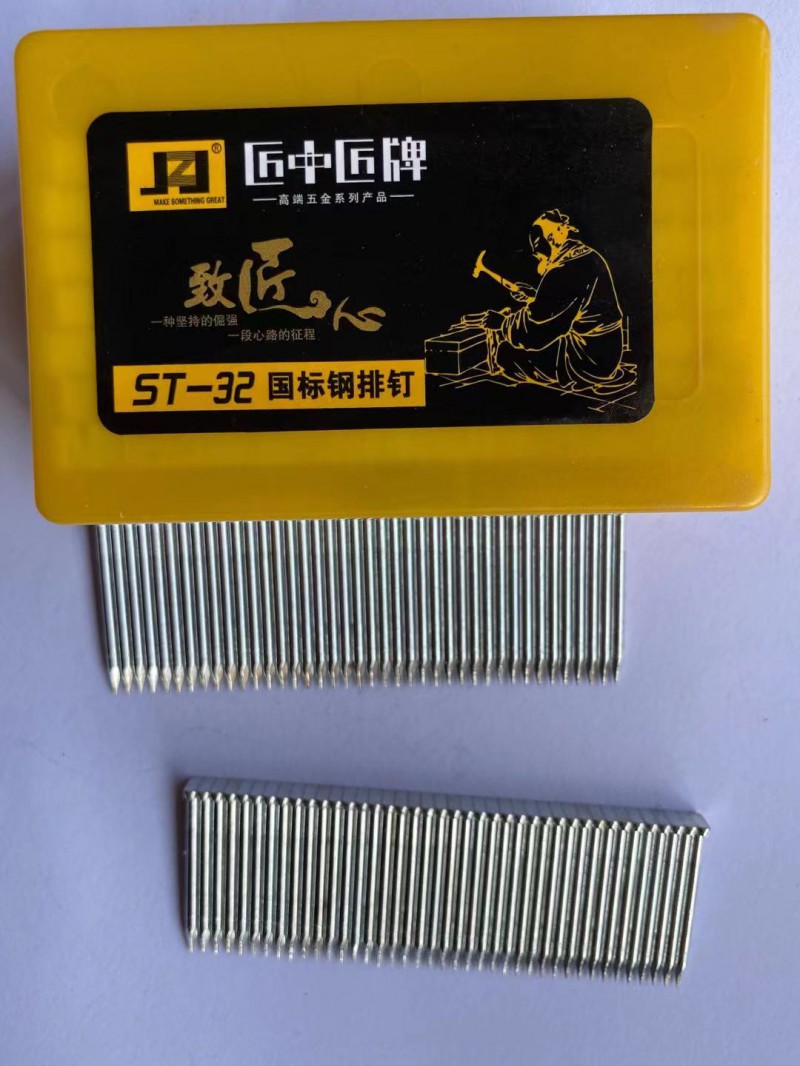 JZJ®
MAKE SOMETHING GREAT
匠中匠牌
高端五金系列产品
致匠心
一种坚持的倔强
一段心路的征程
ST-32 国标钢排钉